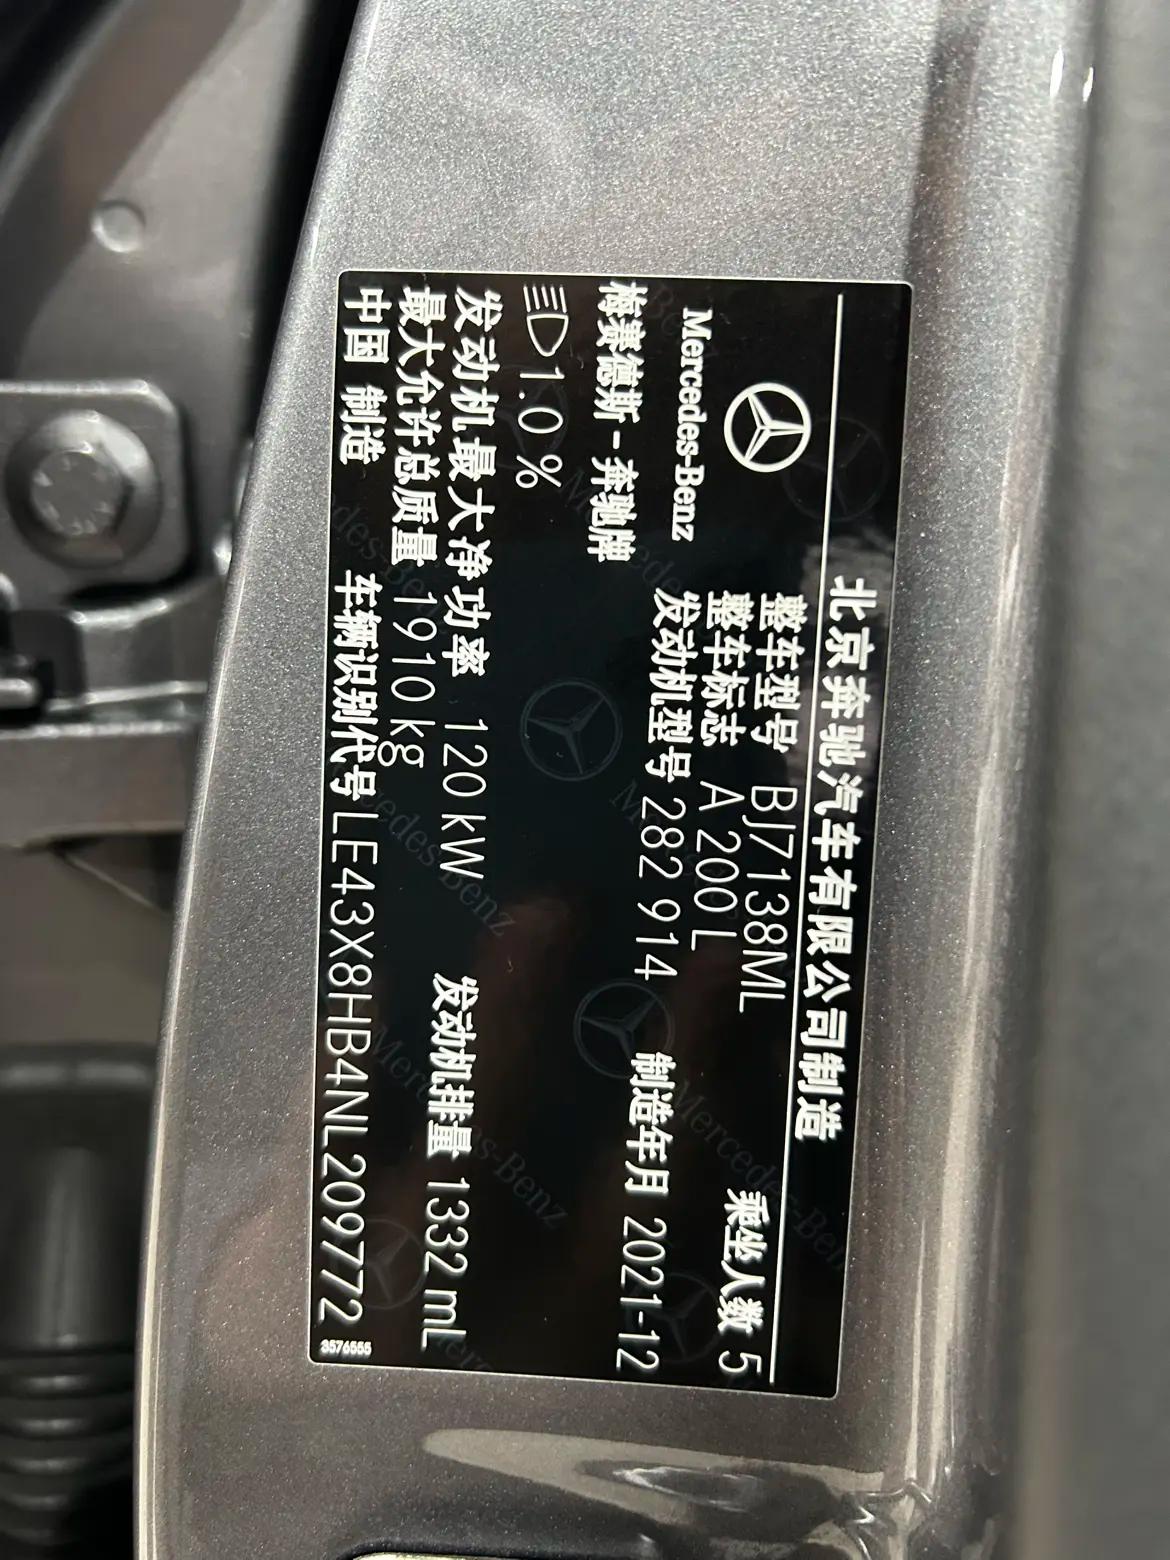 北京奔驰汽车有限公司制造
Mercedes-Benz
梅赛德斯-奔驰牌
整车型号 BJ7138ML
乘坐人数 5
整车标志 A 200 L
发动机型号 282 914
制造年月 2021-12
1.0%
发动机最大净功率 120 kW
发动机排量 1332 mL
最大允许总质量 1910 kg
中国 制造
车辆识别代号 LE43X8HB4NL209772
3576555